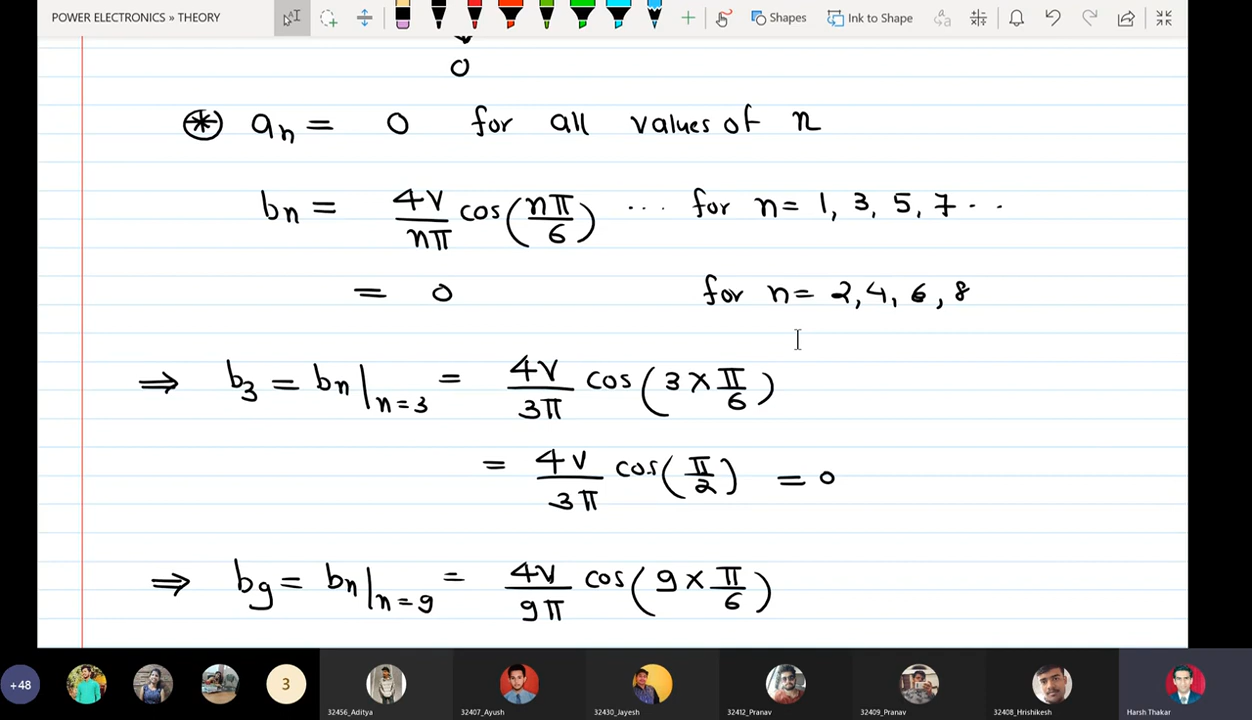 POWER ELECTRONICS » THEORY
Shapes
Ink to Shape
0
⊛ an = 0 for all values of n
bn = 4V/nπ cos(nπ/6) ... for n= 1, 3, 5, 7 ..
= 0 for n= 2,4, 6, 8
⇒ b3 = bn|n=3 = 4V/3π cos(3 × π/6)
= 4V/3π cos(π/2) = 0
⇒ b9 = bn|n=9 = 4V/9π cos(9 × π/6)
+48
3
32456_Aditya
32407_Ayush
32430_Jayesh
32412_Pranav
32409_Pranav
32408_Hrishikesh
Harsh Thakar